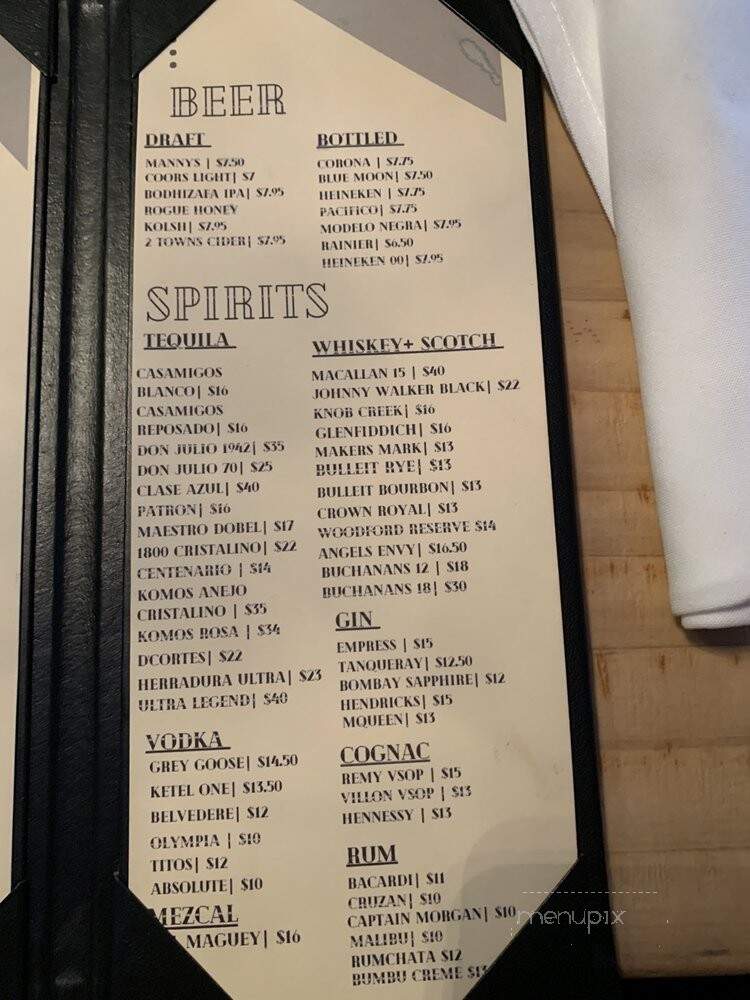 BEER
DRAFT
MANNYS | $7.50
COORS LIGHT| $7
BODHIZAFA IPA| $7.95
ROGUE HONEY
KOLSH| $7.95
2 TOWNS CIDER| $7.95
BOTTLED
CORONA | $7.75
BLUE MOON| $7.50
HEINEKEN | $7.75
PACIFICO| $7.75
MODELO NEGRA| $7.95
RAINIER| $6.50
HEINEKEN 00| $7.95
SPIRITS
TEQUILA
CASAMIGOS
BLANCO| $16
CASAMIGOS
REPOSADO| $16
DON JULIO 1942| $35
DON JULIO 70| $25
CLASE AZUL| $40
PATRON| $16
MAESTRO DOBEL| $17
1800 CRISTALINO| $22
CENTENARIO | $14
KOMOS ANEJO
CRISTALINO | $35
KOMOS ROSA | $34
DCORTES| $22
HERRADURA ULTRA| $23
ULTRA LEGEND| $40
VODKA
GREY GOOSE| $14.50
KETEL ONE| $13.50
BELVEDERE| $12
OLYMPIA | $10
TITOS| $12
ABSOLUTE| $10
MEZCAL
MAGUEY| $16
WHISKEY+ SCOTCH
MACALLAN 15 | $40
JOHNNY WALKER BLACK| $22
KNOB CREEK| $16
GLENFIDDICH| $16
MAKERS MARK| $13
BULLEIT RYE| $13
BULLEIT BOURBON| $13
CROWN ROYAL| $13
WOODFORD RESERVE $14
ANGELS ENVY| $16.50
BUCHANANS 12 | $18
BUCHANANS 18| $30
GIN
EMPRESS | $15
TANQUERAY| $12.50
BOMBAY SAPPHIRE| $12
HENDRICKS| $15
MQUEEN| $13
COGNAC
REMY VSOP | $15
VILLON VSOP | $13
HENNESSY | $13
RUM
BACARDI| $11
CRUZAN| $10
CAPTAIN MORGAN| $10
MALIBU| $10
RUMCHATA $12
BUMBU CREME
menupix